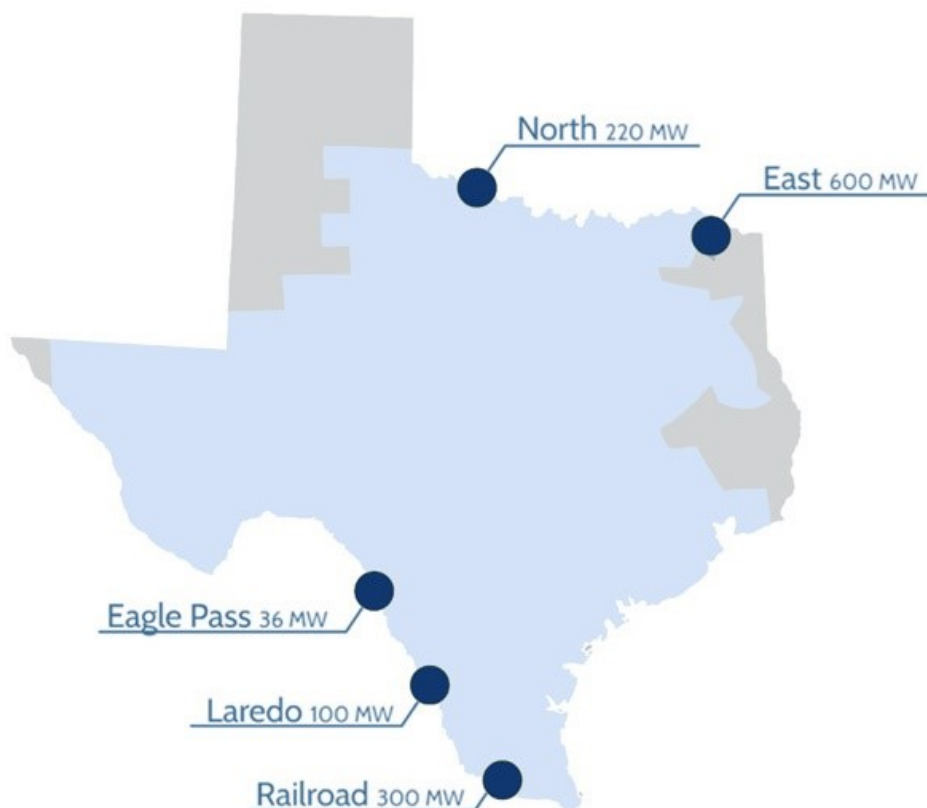 North 220 MW
East 600 MW
Eagle Pass 36 MW
Laredo 100 MW
Railroad 300 MW